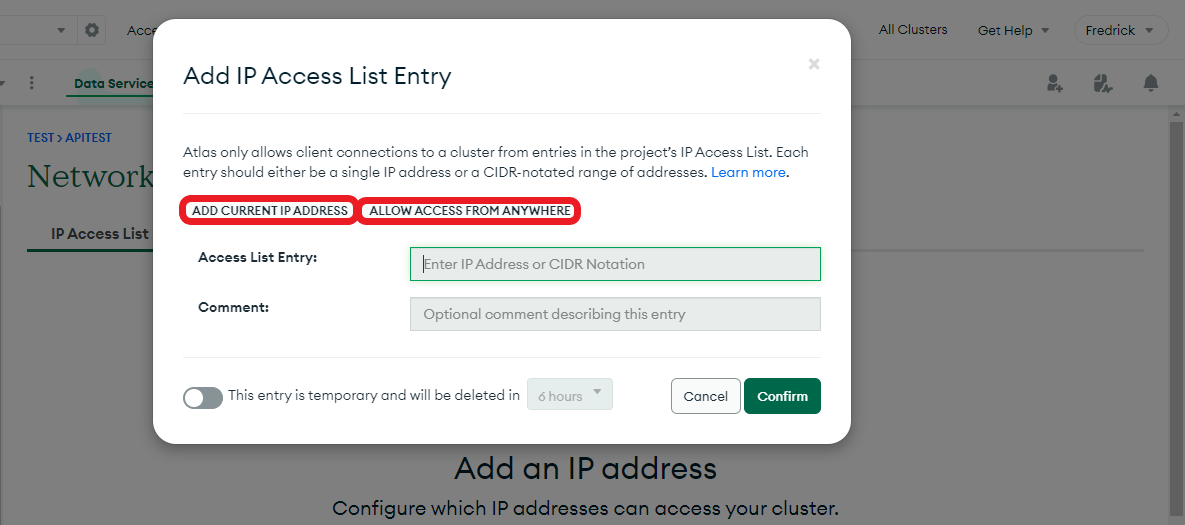 Acce
All Clusters
Get Help
Fredrick
Data Service
TEST > APITEST
Network
IP Access List
Add IP Access List Entry
×
Atlas only allows client connections to a cluster from entries in the project's IP Access List. Each
entry should either be a single IP address or a CIDR-notated range of addresses. Learn more.
ADD CURRENT IP ADDRESS
ALLOW ACCESS FROM ANYWHERE
Access List Entry:
Enter IP Address or CIDR Notation
Comment:
Optional comment describing this entry
This entry is temporary and will be deleted in
6 hours
Cancel
Confirm
Add an IP address
Configure which IP addresses can access your cluster.